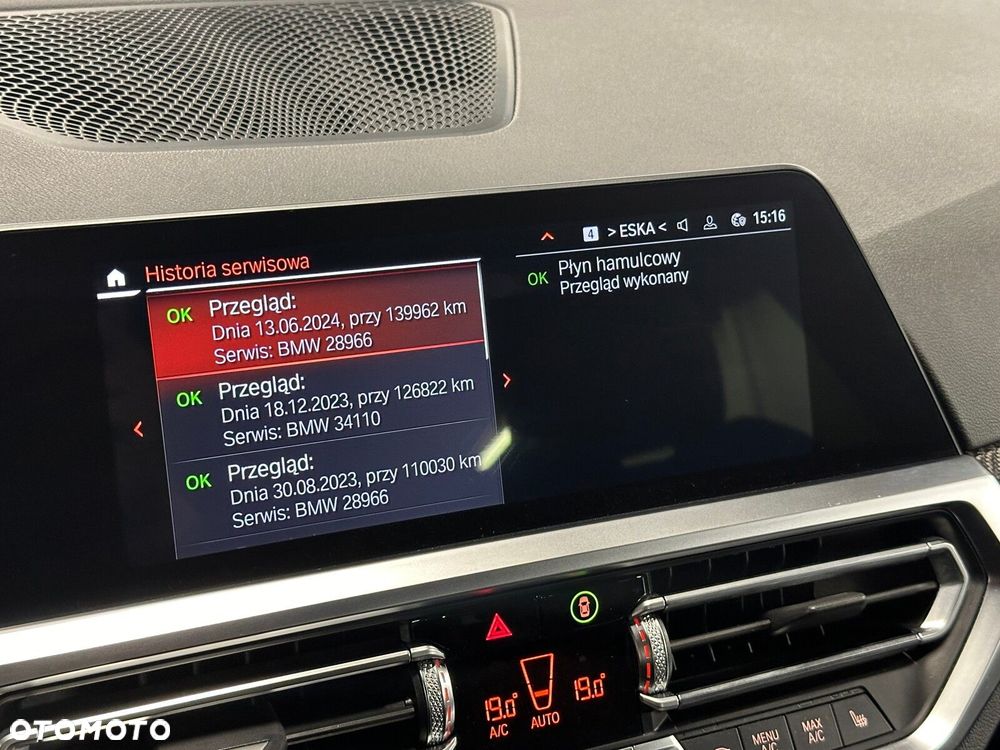 4 > ESKA < 15:16
Historia serwisowa
OK Przegląd:
Dnia 13.06.2024, przy 139962 km
Serwis: BMW 28966
OK Przegląd:
Dnia 18.12.2023, przy 126822 km
Serwis: BMW 34110
OK Przegląd:
Dnia 30.08.2023, przy 110030 km
Serwis: BMW 28966
OK Płyn hamulcowy
Przegląd wykonany
19.0° 19.0°
A/C AUTO
MENU
A/C
MAX
A/C
OTOMOTO